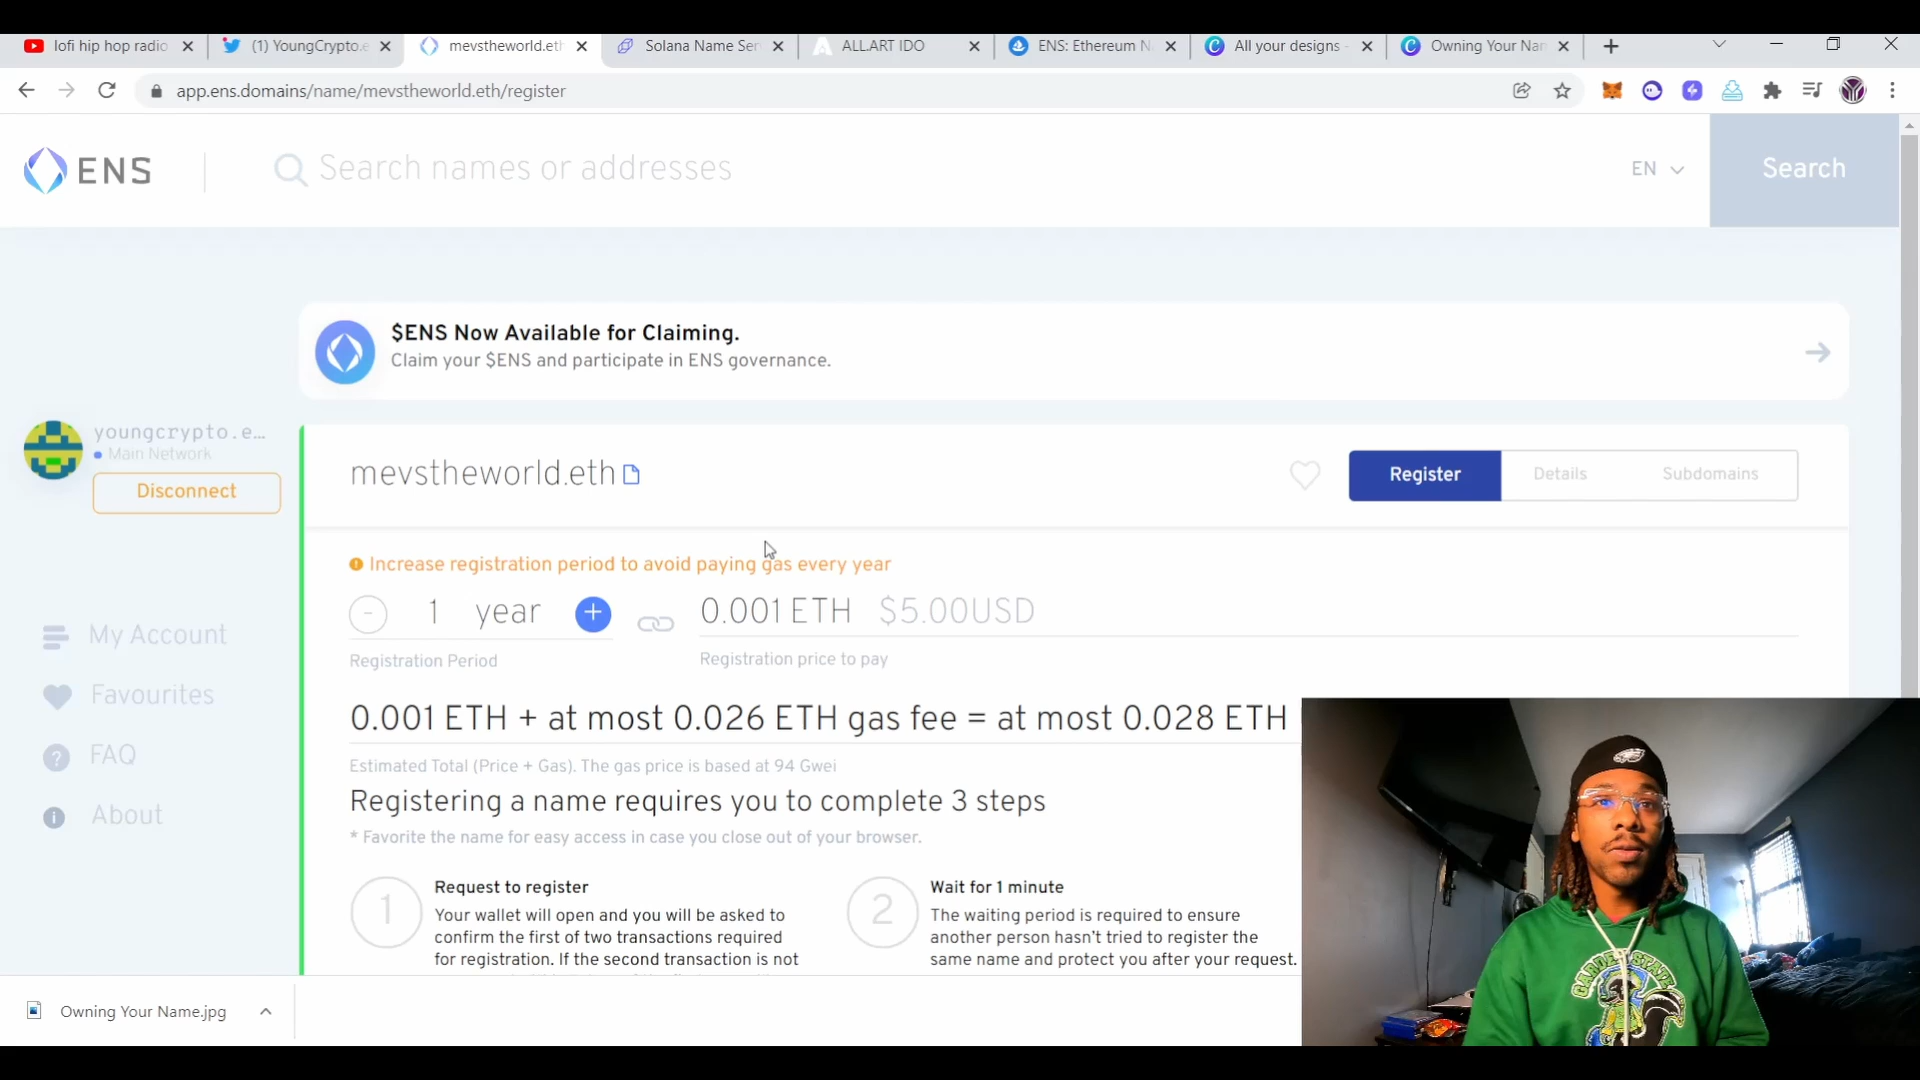 lofi hip hop radio
(1) YoungCrypto.e
mevstheworld.eth
Solana Name Ser
ALL.ART IDO
ENS: Ethereum N
All your designs -
Owning Your Nam
app.ens.domains/name/mevstheworld.eth/register
ENS
Search names or addresses
EN
Search
$ENS Now Available for Claiming.
Claim your $ENS and participate in ENS governance.
youngcrypto.e...
Main Network
Disconnect
mevstheworld.eth
Register
Details
Subdomains
Increase registration period to avoid paying gas every year
- 1 year +
0.001 ETH $5.00USD
Registration Period
Registration price to pay
0.001 ETH + at most 0.026 ETH gas fee = at most 0.028 ETH
Estimated Total (Price + Gas). The gas price is based at 94 Gwei
My Account
Favourites
FAQ
About
Registering a name requires you to complete 3 steps
* Favorite the name for easy access in case you close out of your browser.
1
Request to register
Your wallet will open and you will be asked to
confirm the first of two transactions required
for registration. If the second transaction is not
2
Wait for 1 minute
The waiting period is required to ensure
another person hasn't tried to register the
same name and protect you after your request.
Owning Your Name.jpg
GARDEN STATE